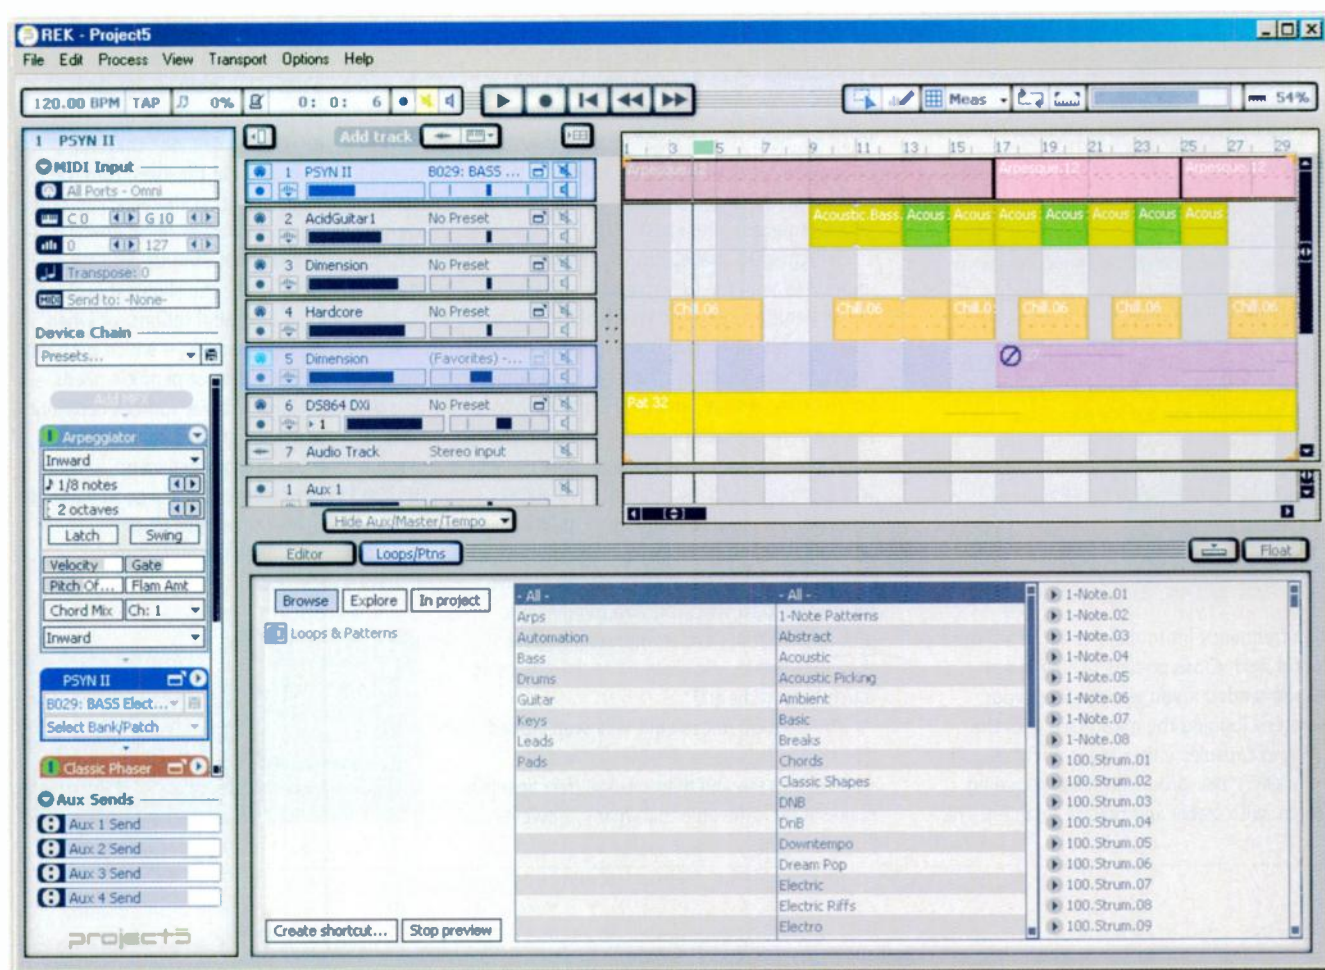 REK - Project5
File Edit Process View Transport Options Help
120.00 BPM TAP 0% 0: 0: 6 Meas 54%
1 PSYN II
MIDI Input
All Ports - Omni
C 0 G 10
0 127
Transpose: 0
MIDI Send to: -None-
Device Chain
Presets...
Add MFX
Arpeggiator
Inward
1/8 notes
2 octaves
Latch Swing
Velocity Gate
Pitch Of... Flam Amt
Chord Mix Ch: 1
Inward
PSYN II
B029: BASS Elect...
Select Bank/Patch
Classic Phaser
Aux Sends
Aux 1 Send
Aux 2 Send
Aux 3 Send
Aux 4 Send
project5
Add track
1 PSYN II B029: BASS ...
2 AcidGuitar1 No Preset
3 Dimension No Preset
4 Hardcore No Preset
5 Dimension (Favorites) -...
6 DS864 DXi No Preset
1
7 Audio Track Stereo input
1 Aux 1
Hide Aux/Master/Tempo
1 3 5 7 9 11 13 15 17 19 21 23 25 27 29
Arpesque.12 Arpesque.12 Arpesque.12
Acoustic.Bass. Acous Acous Acous Acous Acous Acous Acous
Chill.06 Chill.06 Chill.0 Chill.06 Chill.06 Chill.06
Pat 32
Editor Loops/Ptns Float
Browse Explore In project
Loops & Patterns
Create shortcut... Stop preview
- All -
Arps
Automation
Bass
Drums
Guitar
Keys
Leads
Pads
- All -
1-Note Patterns
Abstract
Acoustic
Acoustic Picking
Ambient
Basic
Breaks
Chords
Classic Shapes
DNB
DnB
Downtempo
Dream Pop
Electric
Electric Riffs
Electro
1-Note.01
1-Note.02
1-Note.03
1-Note.04
1-Note.05
1-Note.06
1-Note.07
1-Note.08
100.Strum.01
100.Strum.02
100.Strum.03
100.Strum.04
100.Strum.05
100.Strum.06
100.Strum.07
100.Strum.08
100.Strum.09